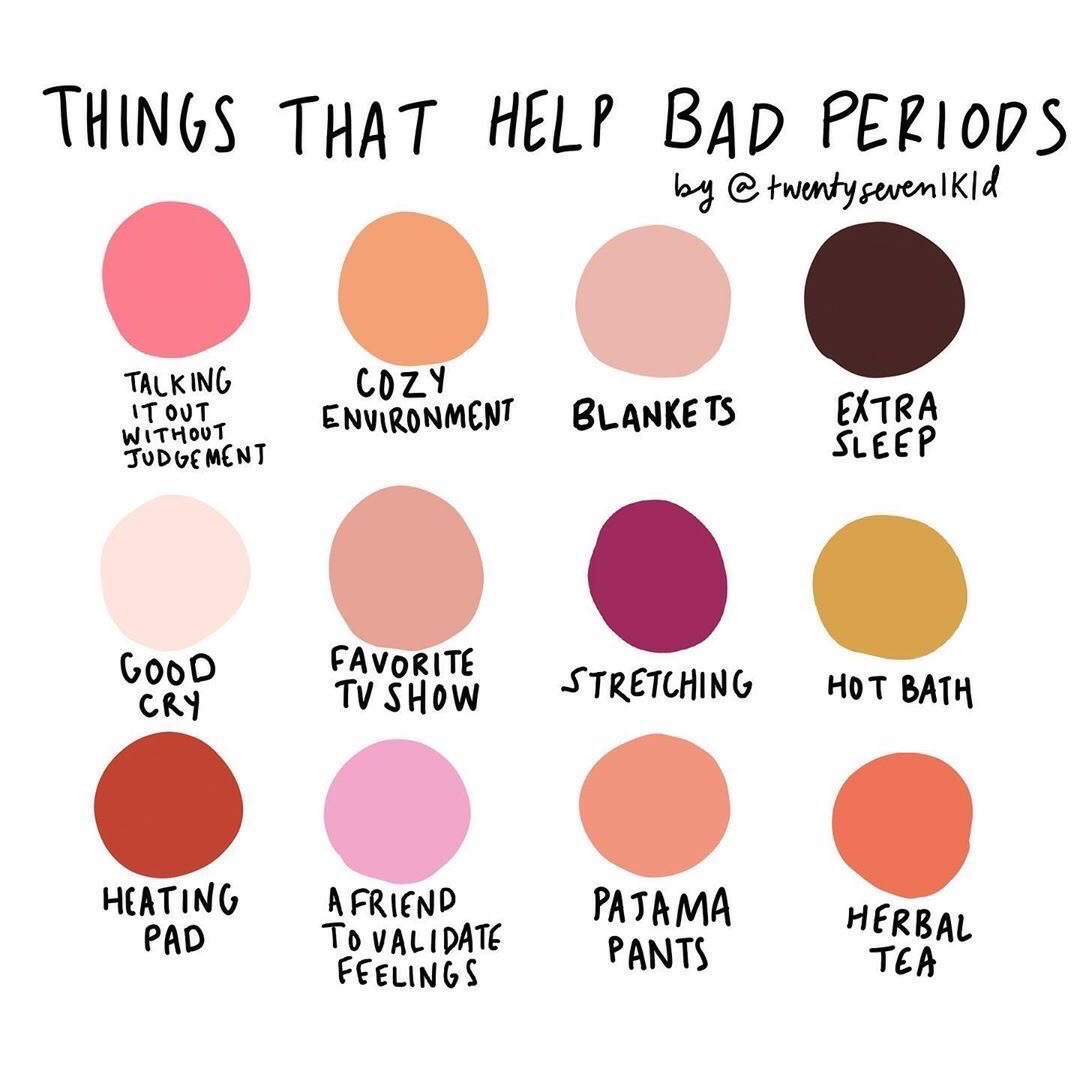 THINGS THAT HELP BAD PERIODS
by @twentyseven1k1d
TALKING
IT OUT
WITHOUT
JUDGEMENT
COZY
ENVIRONMENT
BLANKETS
EXTRA
SLEEP
GOOD
CRY
FAVORITE
TV SHOW
STRETCHING
HOT BATH
HEATING
PAD
A FRIEND
TO VALIDATE
FEELINGS
PAJAMA
PANTS
HERBAL
TEA